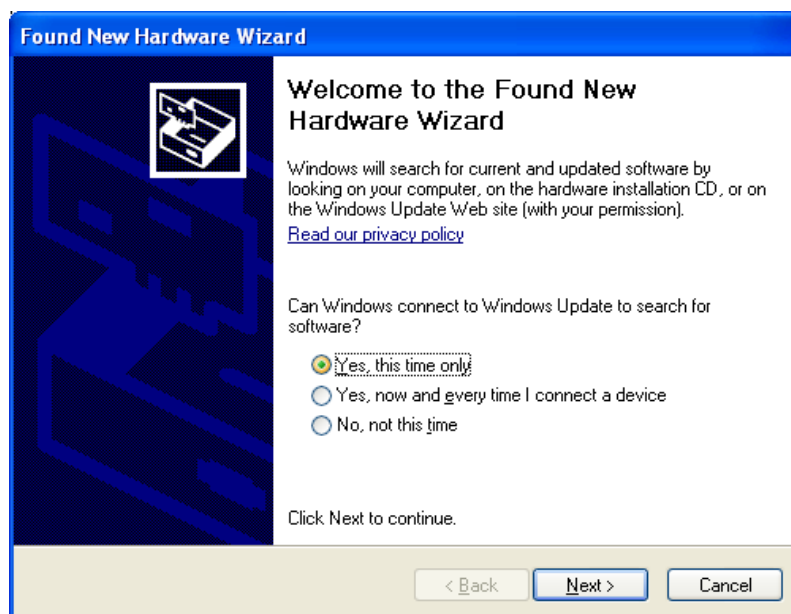 Found New Hardware Wizard
Welcome to the Found New
Hardware Wizard
Windows will search for current and updated software by
looking on your computer, on the hardware installation CD, or on
the Windows Update Web site (with your permission).
Read our privacy policy
Can Windows connect to Windows Update to search for
software?
Yes, this time only
Yes, now and every time I connect a device
No, not this time
Click Next to continue.
< Back
Next >
Cancel